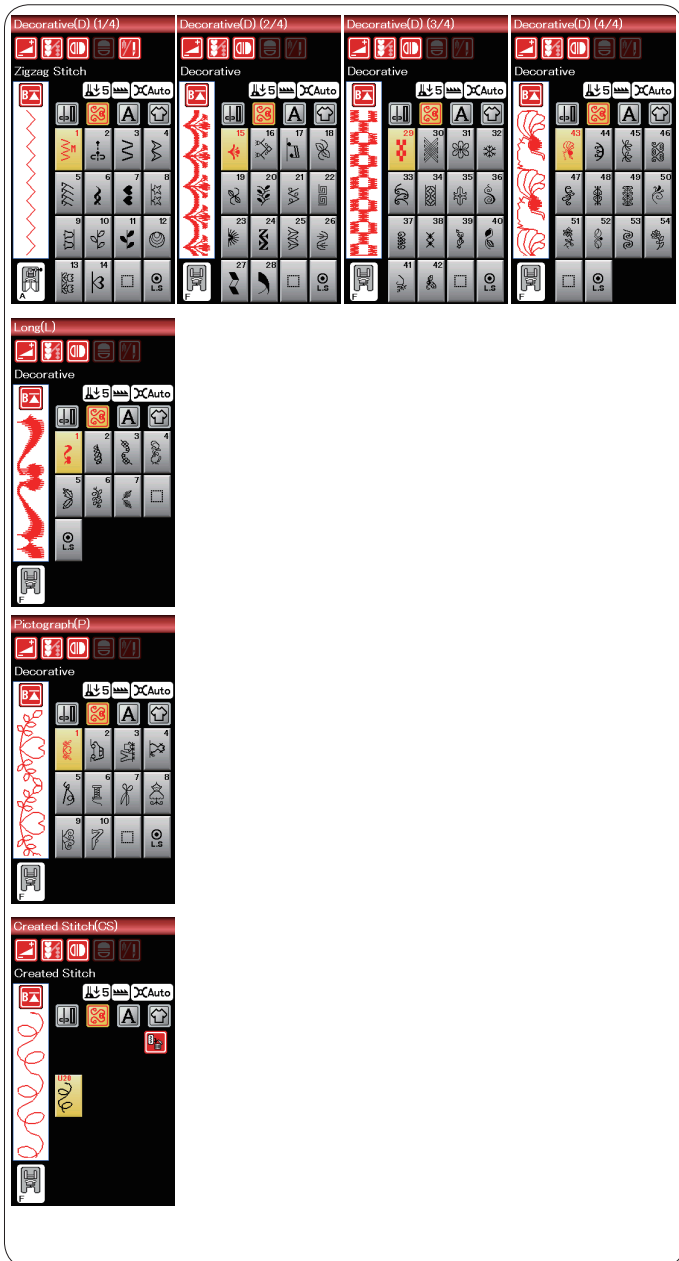 Decorative(D) (1/4)
Zigzag Stitch
B
5 Auto
A
1 2 3 4
5 6 7 8
9 10 11 12
13 14
L.S
A
Decorative(D) (2/4)
Decorative
B
5 Auto
A
15 16 17 18
19 20 21 22
23 24 25 26
27 28
L.S
F
Decorative(D) (3/4)
Decorative
B
5 Auto
A
29 30 31 32
33 34 35 36
37 38 39 40
41 42
L.S
F
Decorative(D) (4/4)
Decorative
B
5 Auto
A
43 44 45 46
47 48 49 50
51 52 53 54
L.S
F
Long(L)
Decorative
B
5 Auto
A
1 2 3 4
5 6 7
L.S
F
Pictograph(P)
Decorative
B
5 Auto
A
1 2 3 4
5 6 7 8
9 10
L.S
F
Created Stitch(CS)
Created Stitch
B
5 Auto
A
U20
F